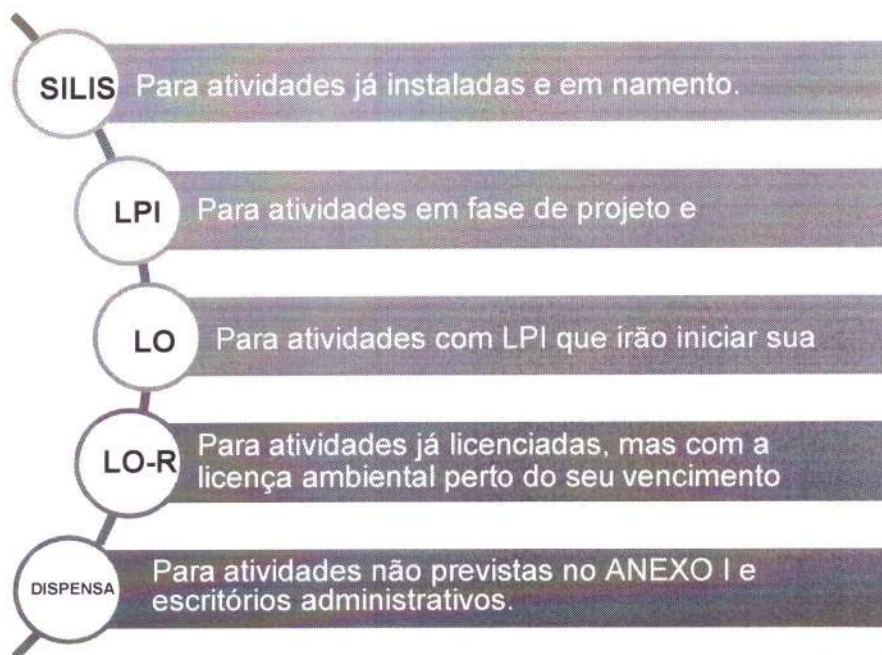 SILIS
Para atividades já instaladas e em namento.
LPI
Para atividades em fase de projeto e
LO
Para atividades com LPI que irão iniciar sua
LO-R
Para atividades já licenciadas, mas com a
licença ambiental perto do seu vencimento
DISPENSA
Para atividades não previstas no ANEXO I e
escritórios administrativos.